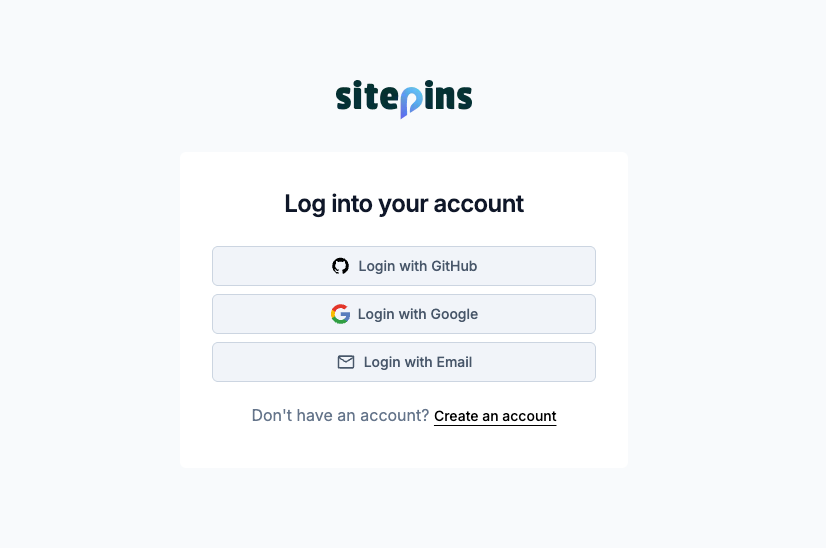 sitepins
Log into your account
Login with GitHub
Login with Google
Login with Email
Don't have an account? Create an account